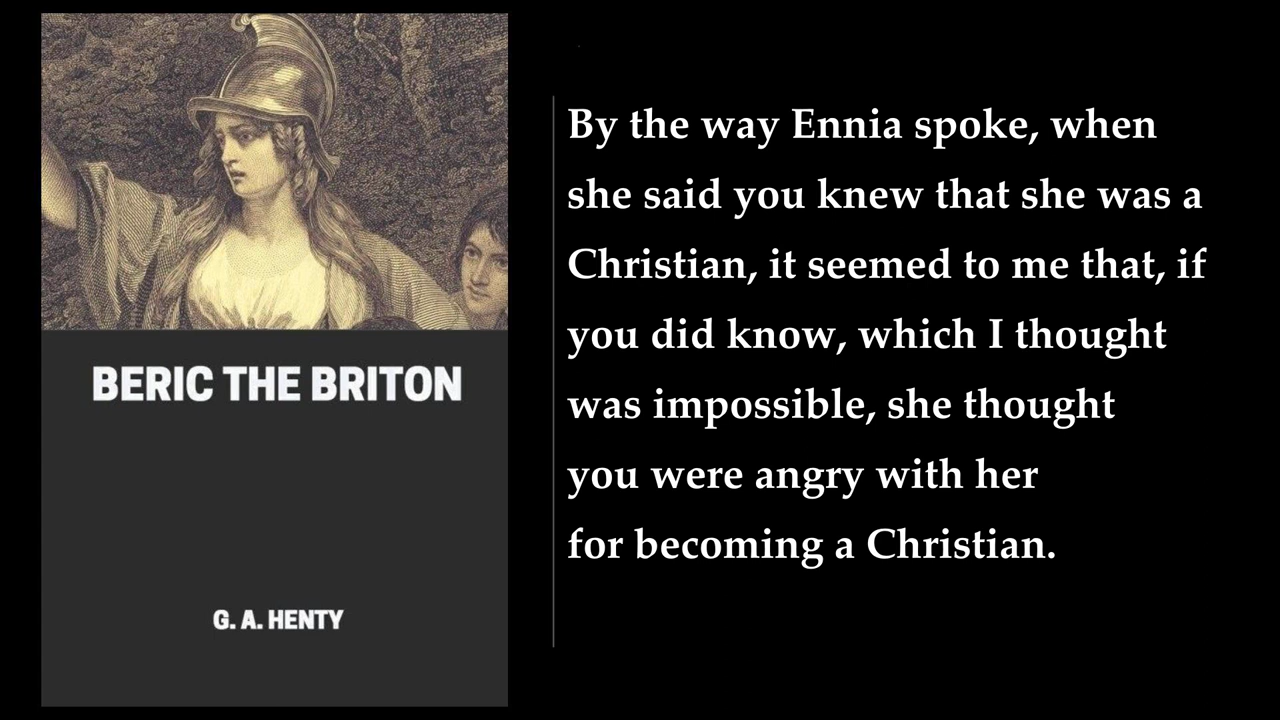 BERIC THE BRITON
G. A. HENTY
By the way Ennia spoke, when
she said you knew that she was a
Christian, it seemed to me that, if
you did know, which I thought
was impossible, she thought
you were angry with her
for becoming a Christian.